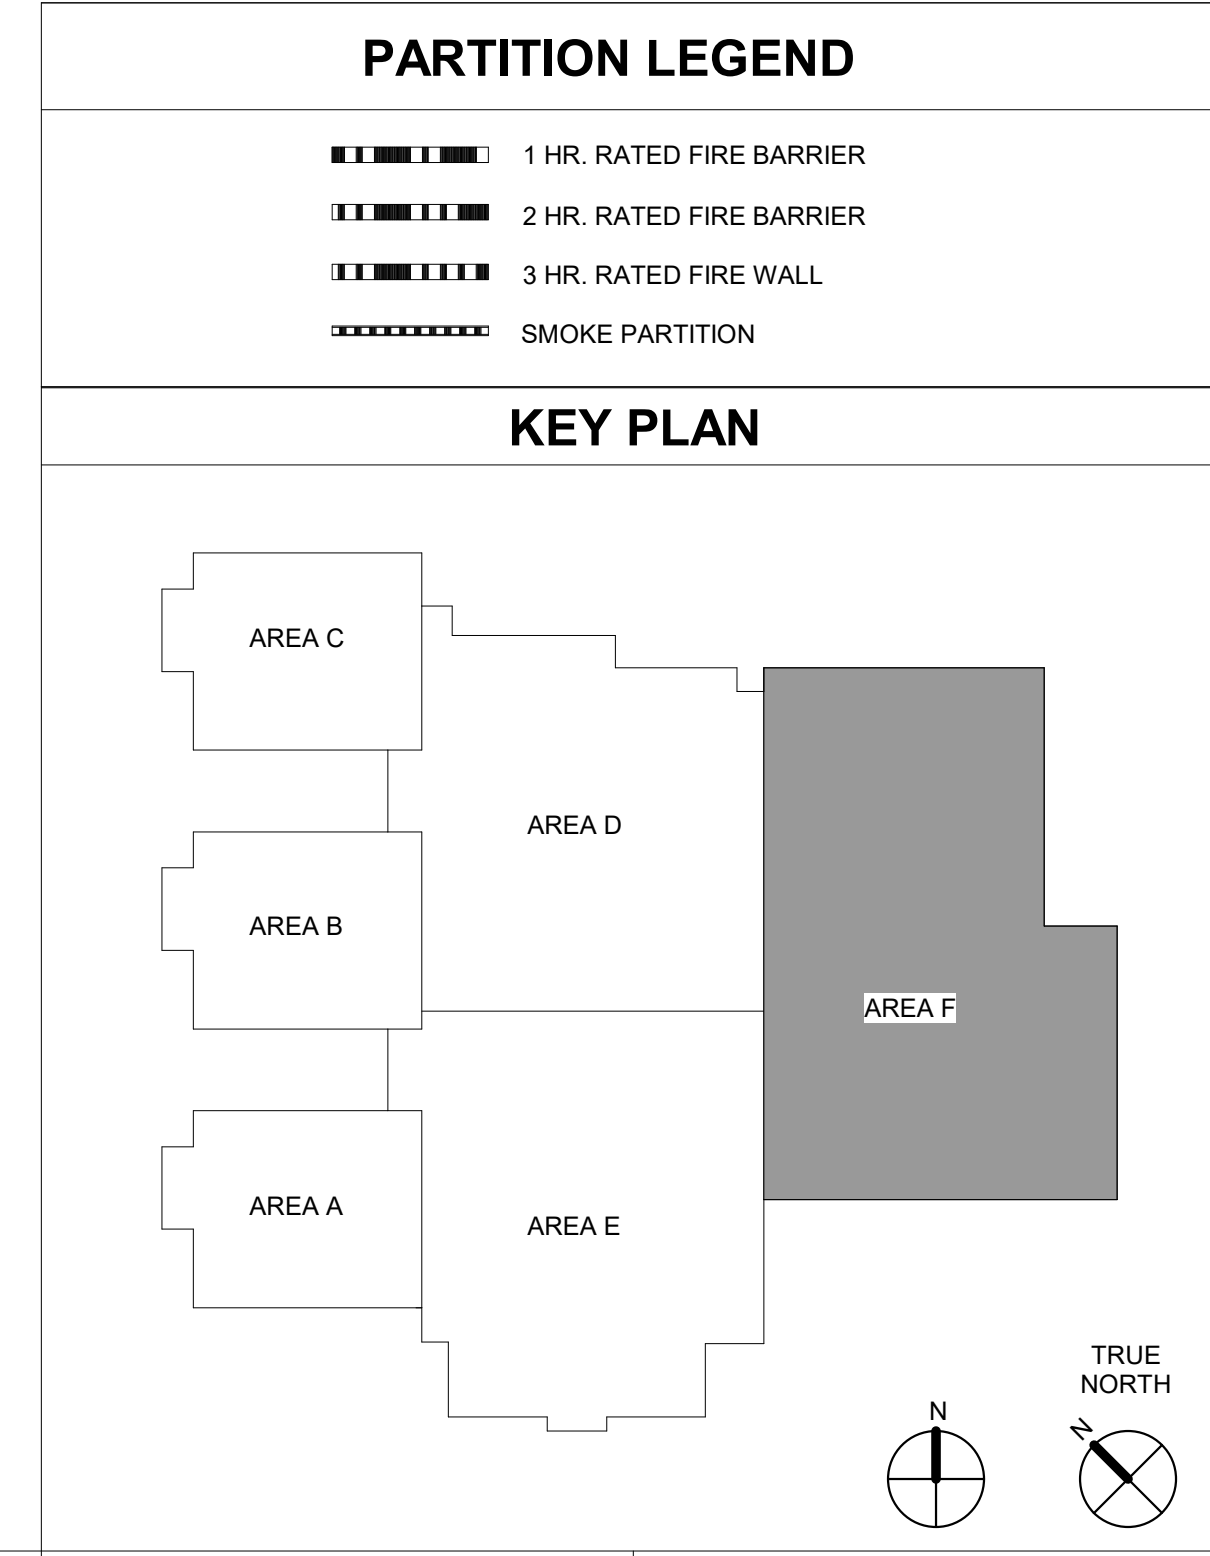 PARTITION LEGEND
1 HR. RATED FIRE BARRIER
2 HR. RATED FIRE BARRIER
3 HR. RATED FIRE WALL
SMOKE PARTITION
KEY PLAN
AREA C
AREA D
AREA B
AREA F
AREA A
AREA E
TRUE
NORTH
N
N